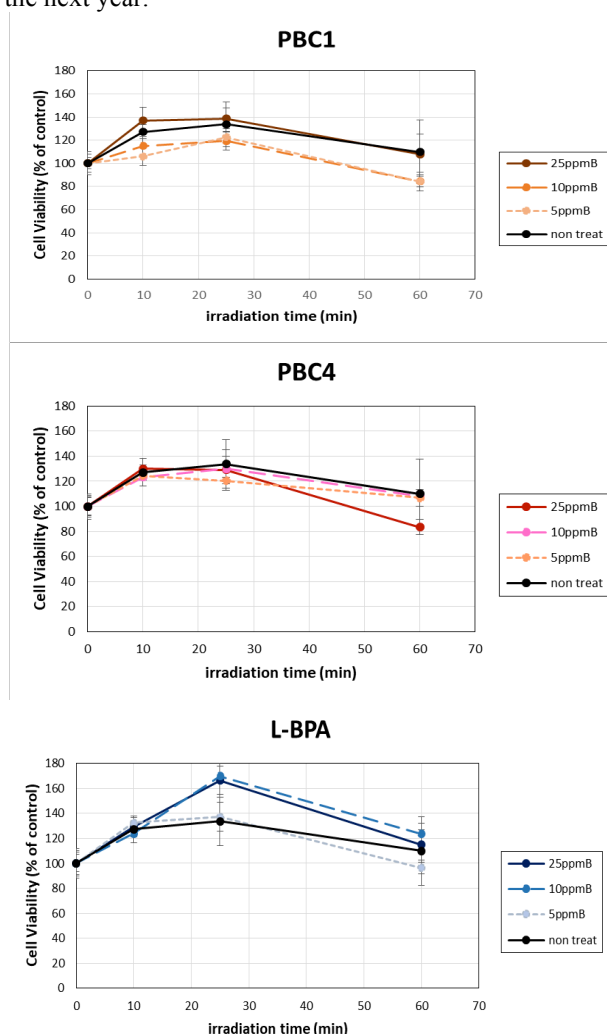 the next year.
PBC1
180
160
140
120
100
80
60
40
20
0
Cell Viability (% of control)
0 10 20 30 40 50 60 70
irradiation time (min)
25ppmB
10ppmB
5ppmB
non treat
PBC4
180
160
140
120
100
80
60
40
20
0
Cell Viability (% of control)
0 10 20 30 40 50 60 70
irradiation time (min)
25ppmB
10ppmB
5ppmB
non treat
L-BPA
180
160
140
120
100
80
60
40
20
0
Cell Viability (% of control)
0 10 20 30 40 50 60 70
irradiation time (min)
25ppmB
10ppmB
5ppmB
non treat